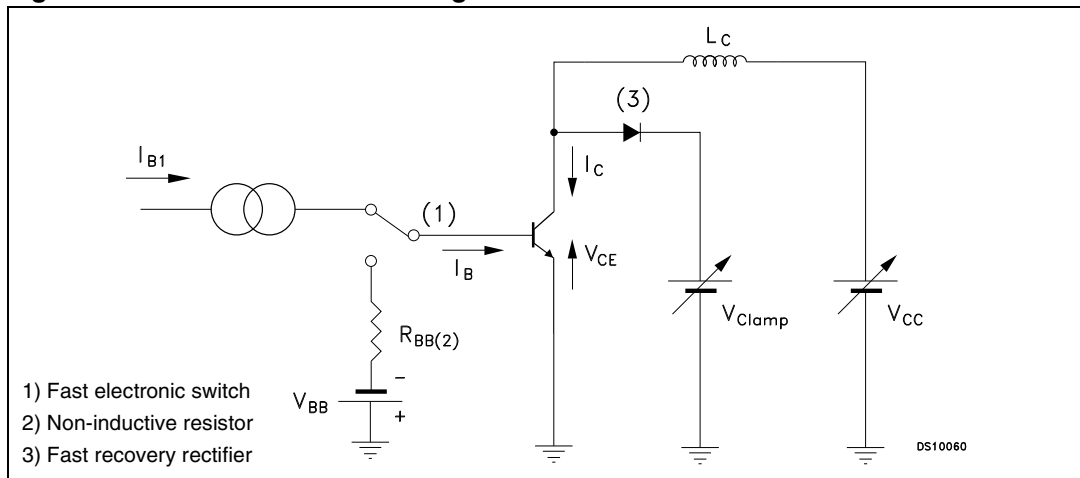 L_C
(3)
I_B1
I_C
(1)
I_B
V_CE
V_Clamp
V_CC
R_BB(2)
1) Fast electronic switch
V_BB
−
+
2) Non-inductive resistor
3) Fast recovery rectifier
DS10060